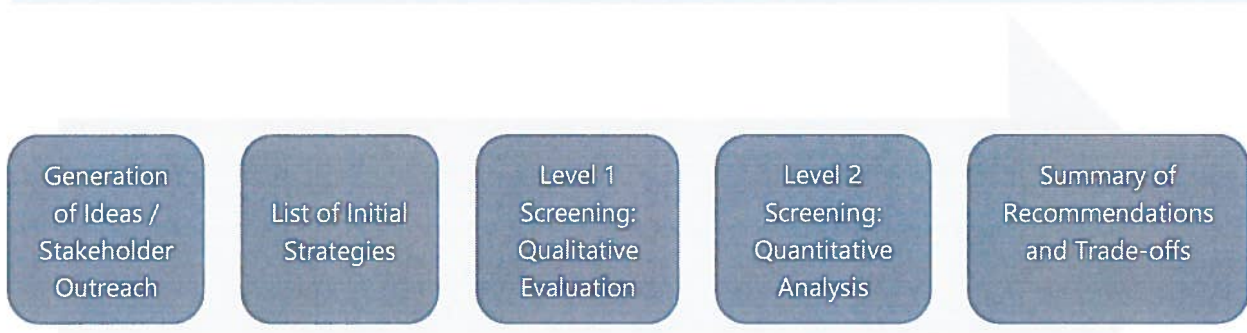 Generation
of Ideas /
Stakeholder
Outreach
List of Initial
Strategies
Level 1
Screening:
Qualitative
Evaluation
Level 2
Screening:
Quantitative
Analysis
Summary of
Recommendations
and Trade-offs